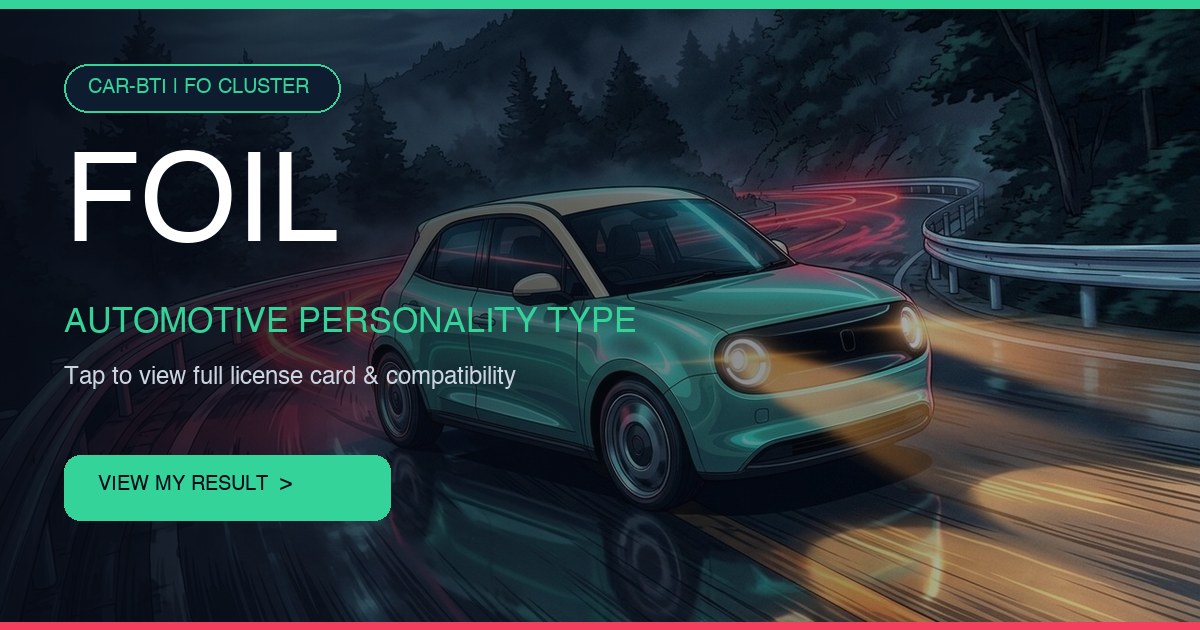 CAR-BTI | FO CLUSTER
FOIL
AUTOMOTIVE PERSONALITY TYPE
Tap to view full license card & compatibility
VIEW MY RESULT >